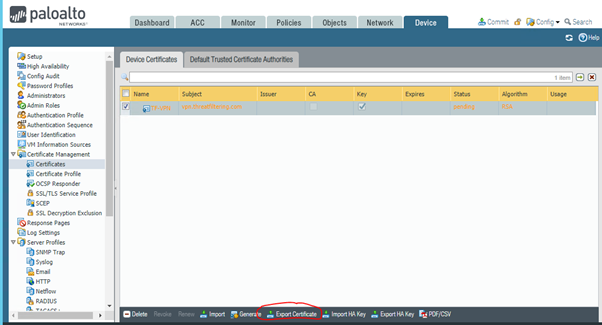 paloalto
NETWORKS
Dashboard ACC Monitor Policies Objects Network Device
Commit Config Search
Help
Setup
High Availability
Config Audit
Password Profiles
Administrators
Admin Roles
Authentication Profile
Authentication Sequence
User Identification
VM Information Sources
Certificate Management
Certificates
Certificate Profile
OCSP Responder
SSL/TLS Service Profile
SCEP
SSL Decryption Exclusion
Response Pages
Log Settings
Server Profiles
SNMP Trap
Syslog
Email
HTTP
Netflow
RADIUS
Device Certificates Default Trusted Certificate Authorities
1 item
Name Subject Issuer CA Key Expires Status Algorithm Usage
pending RSA
Delete Revoke Renew Import Generate Export Certificate Import HA Key Export HA Key PDF/CSV